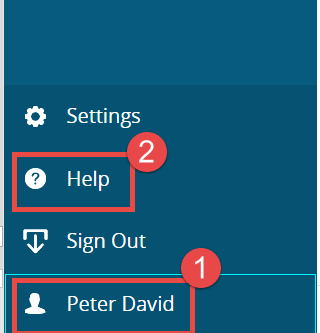 Settings
2
Help
Sign Out
1
Peter David